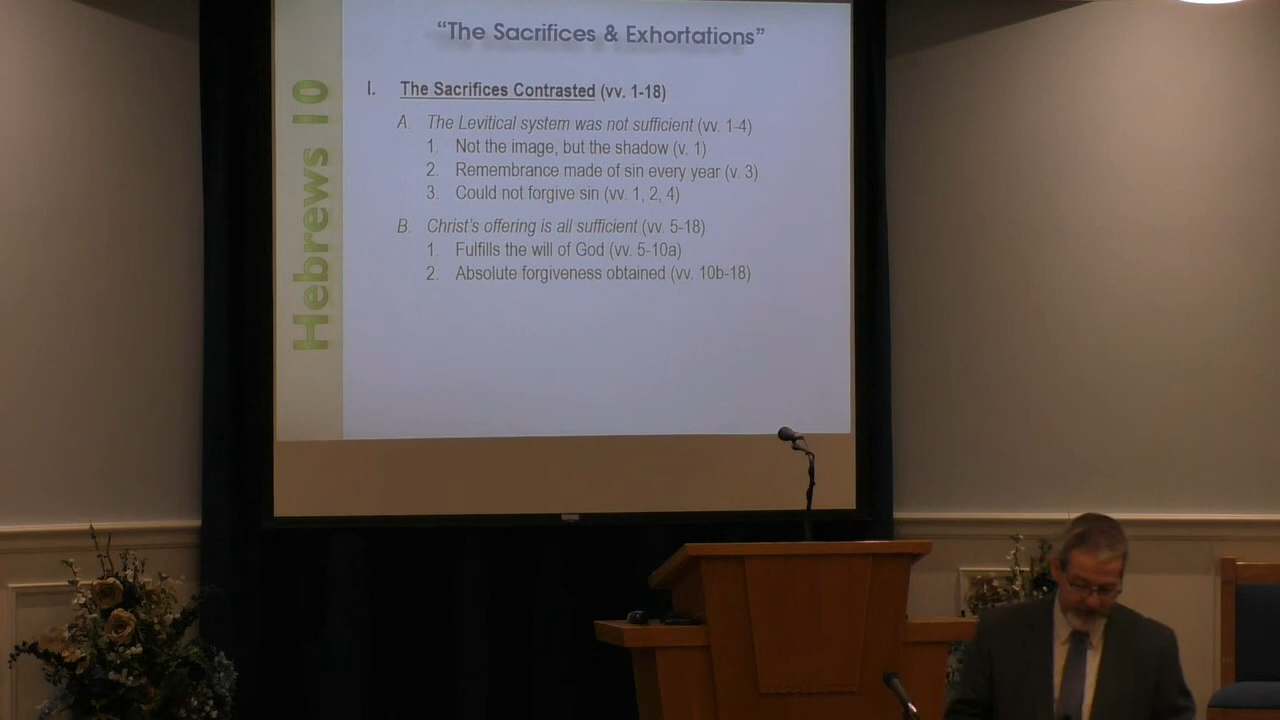 “The Sacrifices & Exhortations”
Hebrews 10
I. The Sacrifices Contrasted (vv. 1-18)
A. The Levitical system was not sufficient (vv. 1-4)
1. Not the image, but the shadow (v. 1)
2. Remembrance made of sin every year (v. 3)
3. Could not forgive sin (vv. 1, 2, 4)
B. Christ’s offering is all sufficient (vv. 5-18)
1. Fulfills the will of God (vv. 5-10a)
2. Absolute forgiveness obtained (vv. 10b-18)